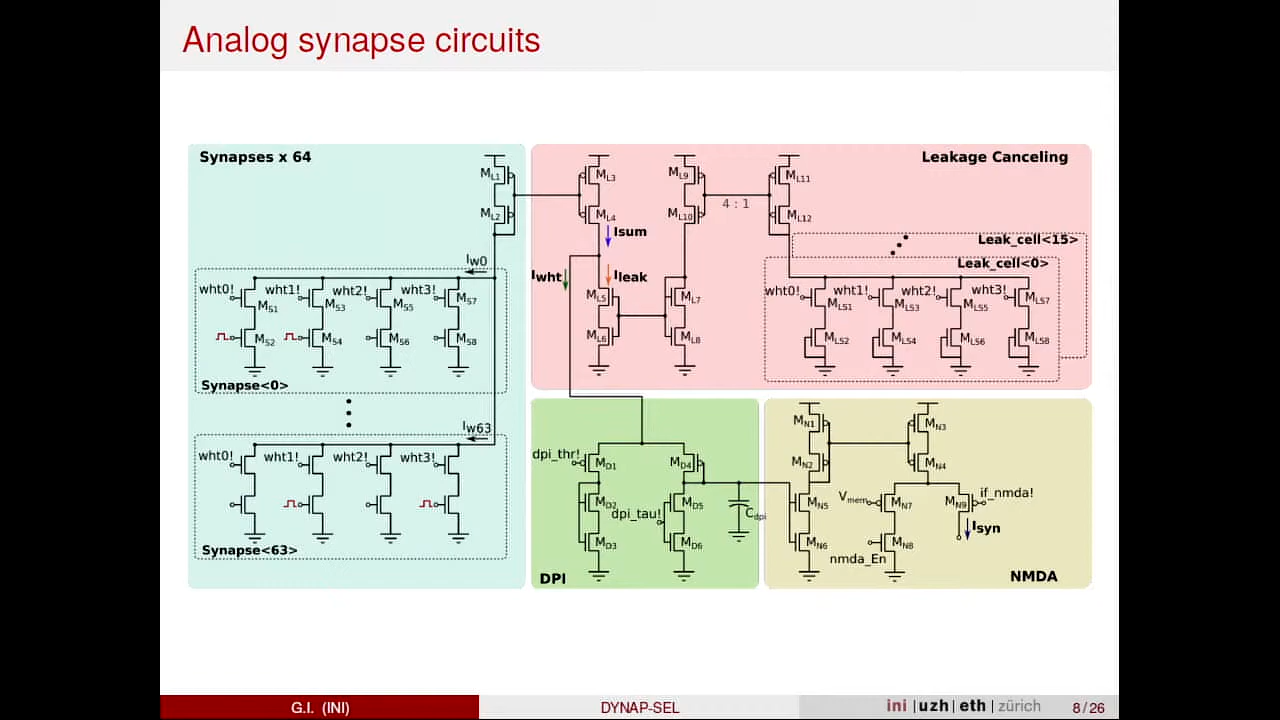 Analog synapse circuits
Synapses x 64
ML1
ML2
Iw0
wht0! wht1! wht2! wht3!
MS1 MS3 MS5 MS7
MS2 MS4 MS6 MS8
Synapse<0>
Iw63
wht0! wht1! wht2! wht3!
Synapse<63>
Leakage Canceling
ML3 ML9 ML11
4 : 1
ML4 ML10 ML12
Isum
Leak_cell<15>
Leak_cell<0>
Iwht Ileak
wht0! wht1! wht2! wht3!
ML5 ML7 MLS1 MLS3 MLS5 MLS7
ML6 ML8 MLS2 MLS4 MLS6 MLS8
dpi_thr!
MD1 MD4
MD2 MD5
dpi_tau!
Cdpi
MD3 MD6
DPI
MN1 MN3
MN2 MN4
Vmem if_nmda!
MN5 MN7 MN9
Isyn
MN6 MN8
nmda_En
NMDA
G.I. (INI) DYNAP-SEL ini | uzh | eth | zürich 8/26